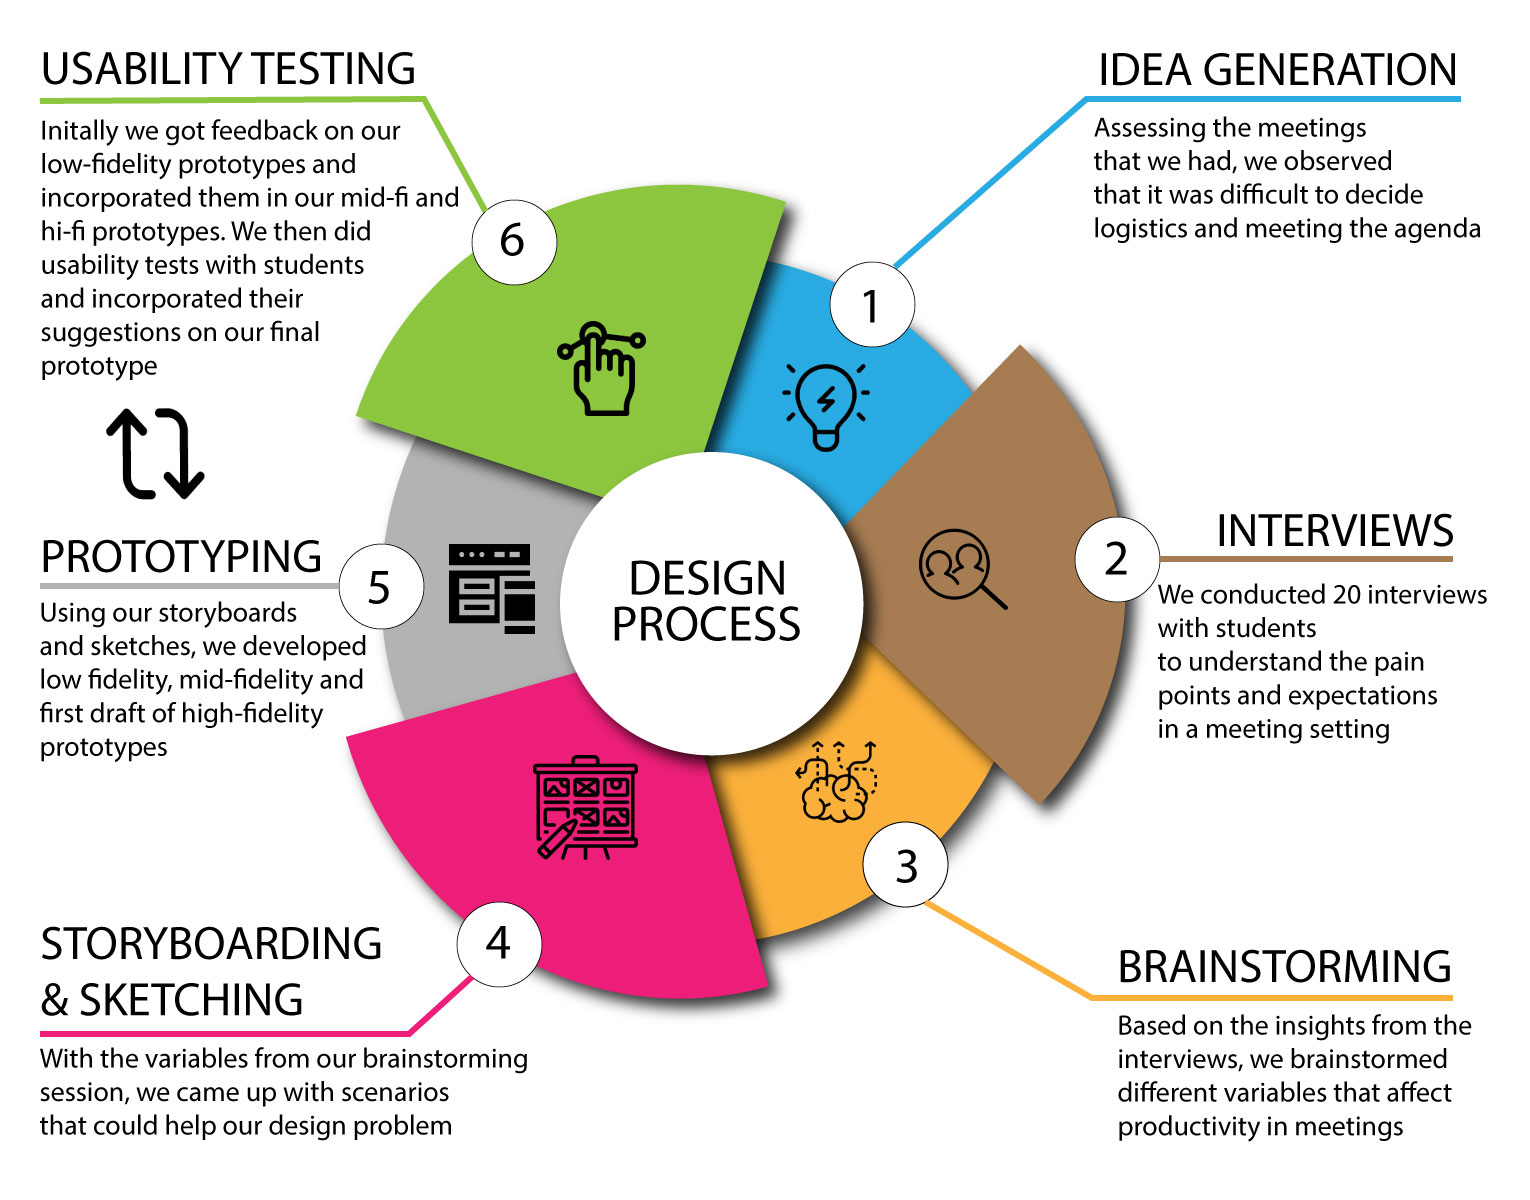 USABILITY TESTING
Initally we got feedback on our
low-fidelity prototypes and
incorporated them in our mid-fi and
hi-fi prototypes. We then did
usability tests with students
and incorporated their
suggestions on our final
prototype
6
IDEA GENERATION
Assessing the meetings
that we had, we observed
that it was difficult to decide
logistics and meeting the agenda
1
INTERVIEWS
We conducted 20 interviews
with students
to understand the pain
points and expectations
in a meeting setting
2
DESIGN
PROCESS
PROTOTYPING
Using our storyboards
and sketches, we developed
low fidelity, mid-fidelity and
first draft of high-fidelity
prototypes
5
STORYBOARDING
& SKETCHING
With the variables from our brainstorming
session, we came up with scenarios
that could help our design problem
4
BRAINSTORMING
Based on the insights from the
interviews, we brainstormed
different variables that affect
productivity in meetings
3